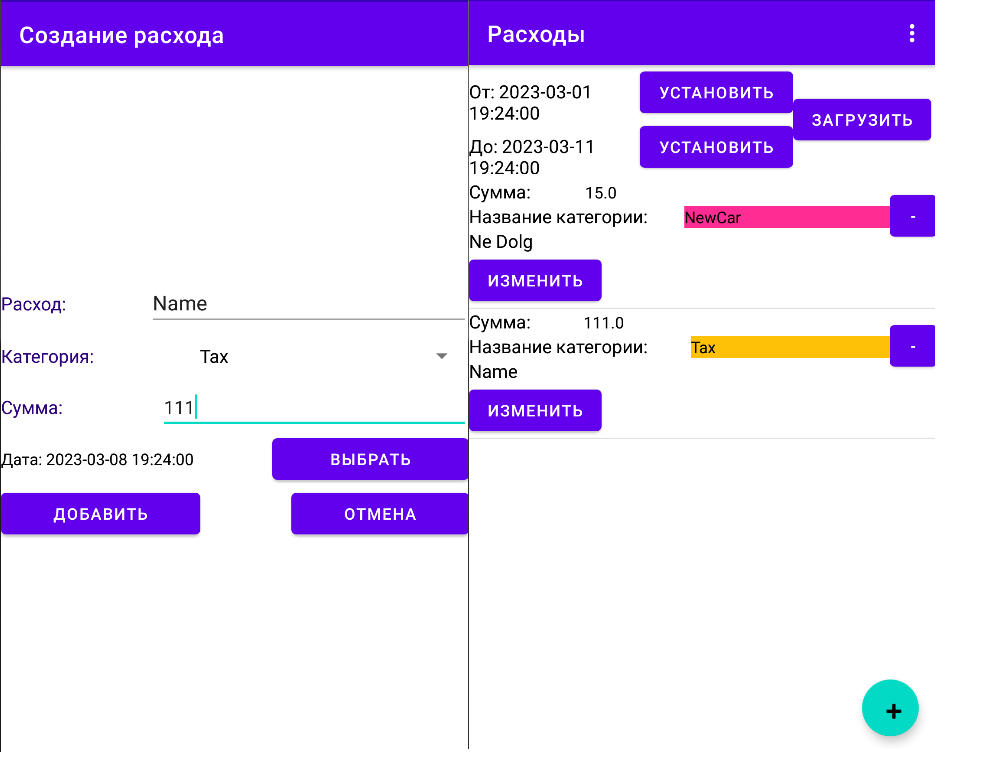 Создание расхода
Расход: Name
Категория: Tax
Сумма: 111
Дата: 2023-03-08 19:24:00 ВЫБРАТЬ
ДОБАВИТЬ ОТМЕНА
Расходы
От: 2023-03-01
19:24:00
УСТАНОВИТЬ
ЗАГРУЗИТЬ
До: 2023-03-11
19:24:00
УСТАНОВИТЬ
Сумма: 15.0
Название категории: NewCar -
Ne Dolg
ИЗМЕНИТЬ
Сумма: 111.0
Название категории: Tax -
Name
ИЗМЕНИТЬ
+